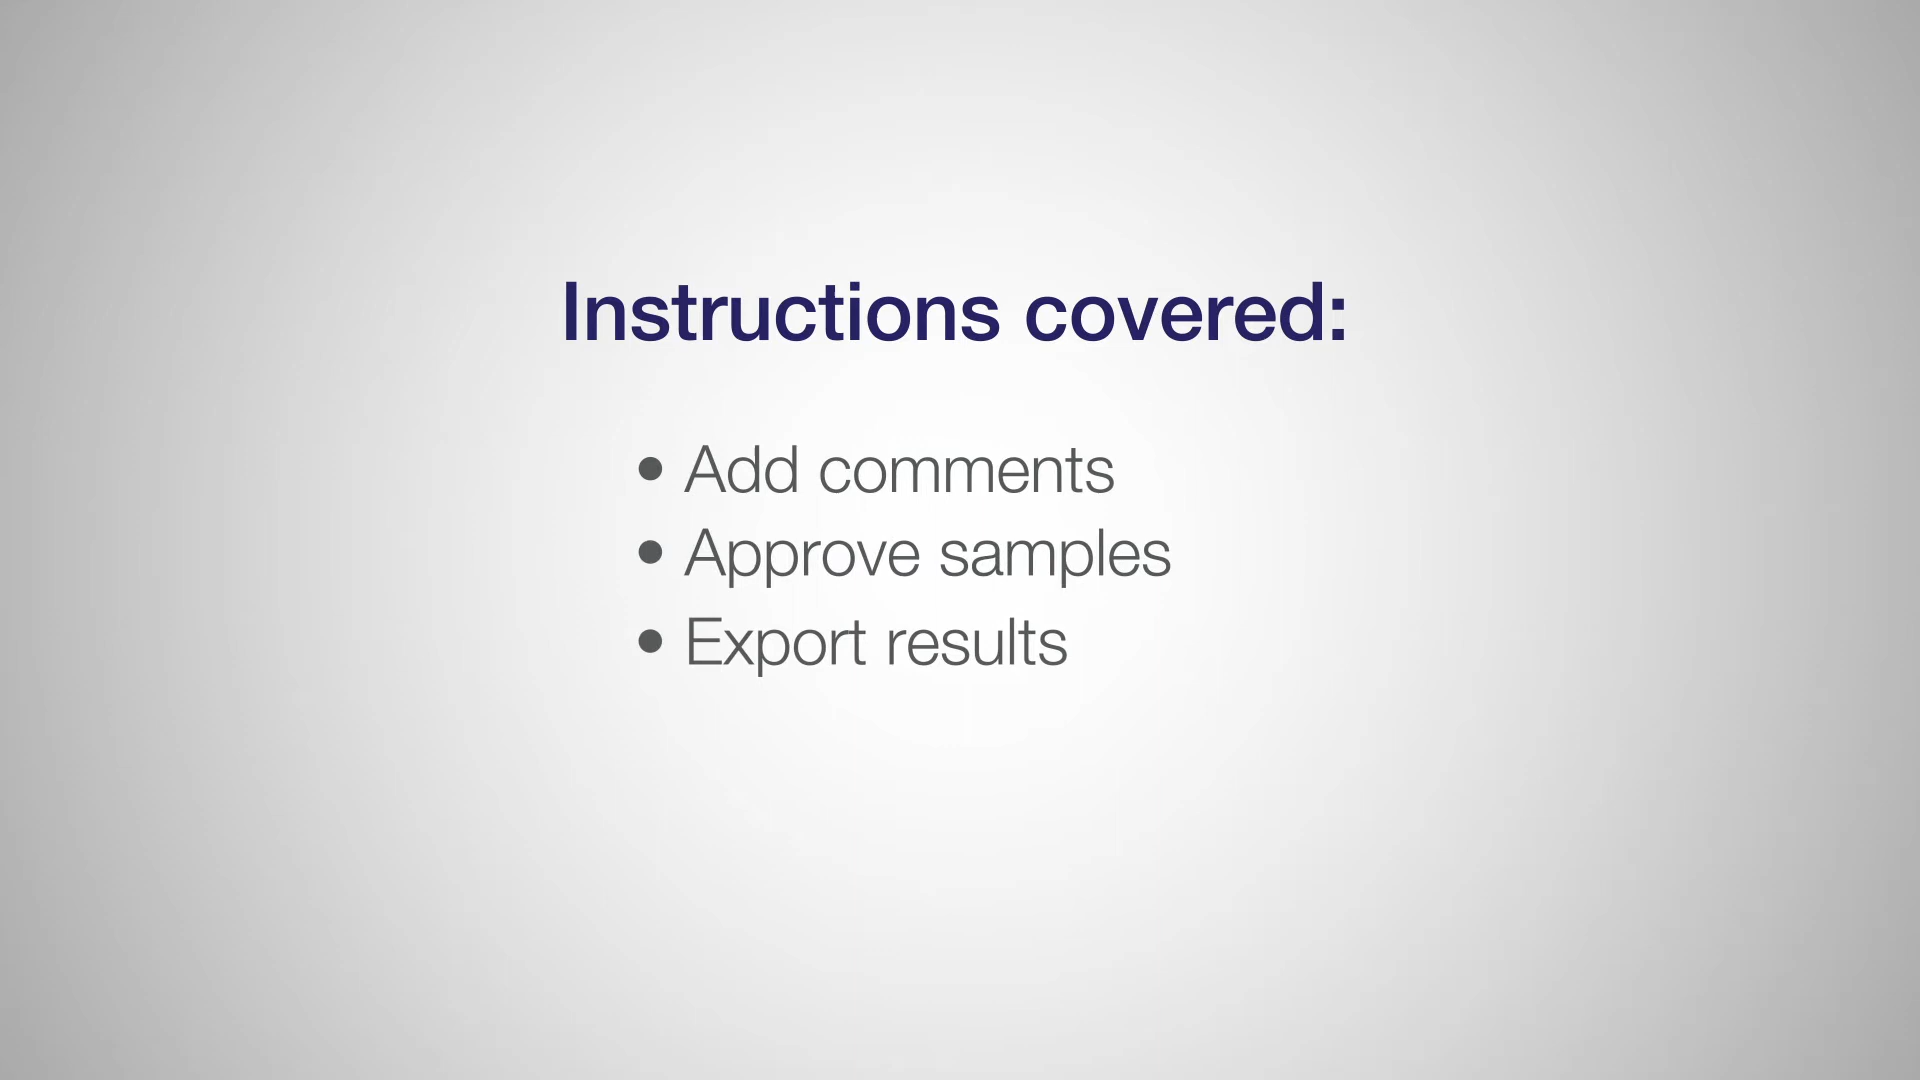 Instructions covered:
• Add comments
• Approve samples
• Export results